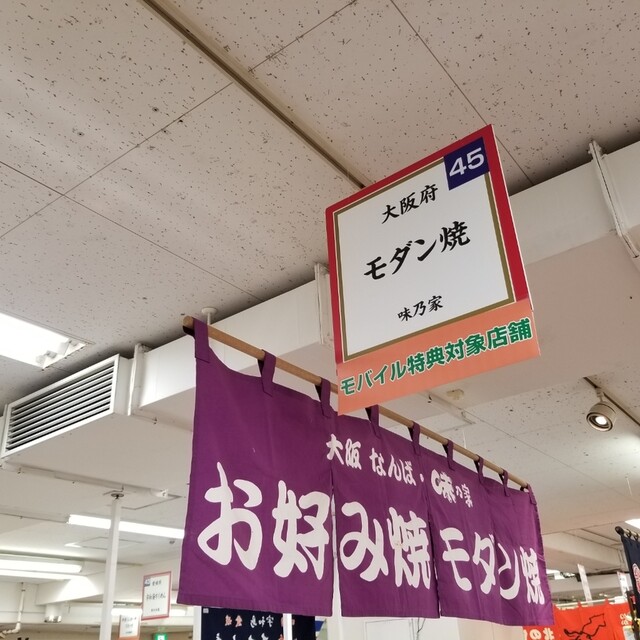 45
大阪府
モダン焼
味乃家
モバイル特典対象店舗
大阪 なんば・味乃家
お好み焼 モダン焼